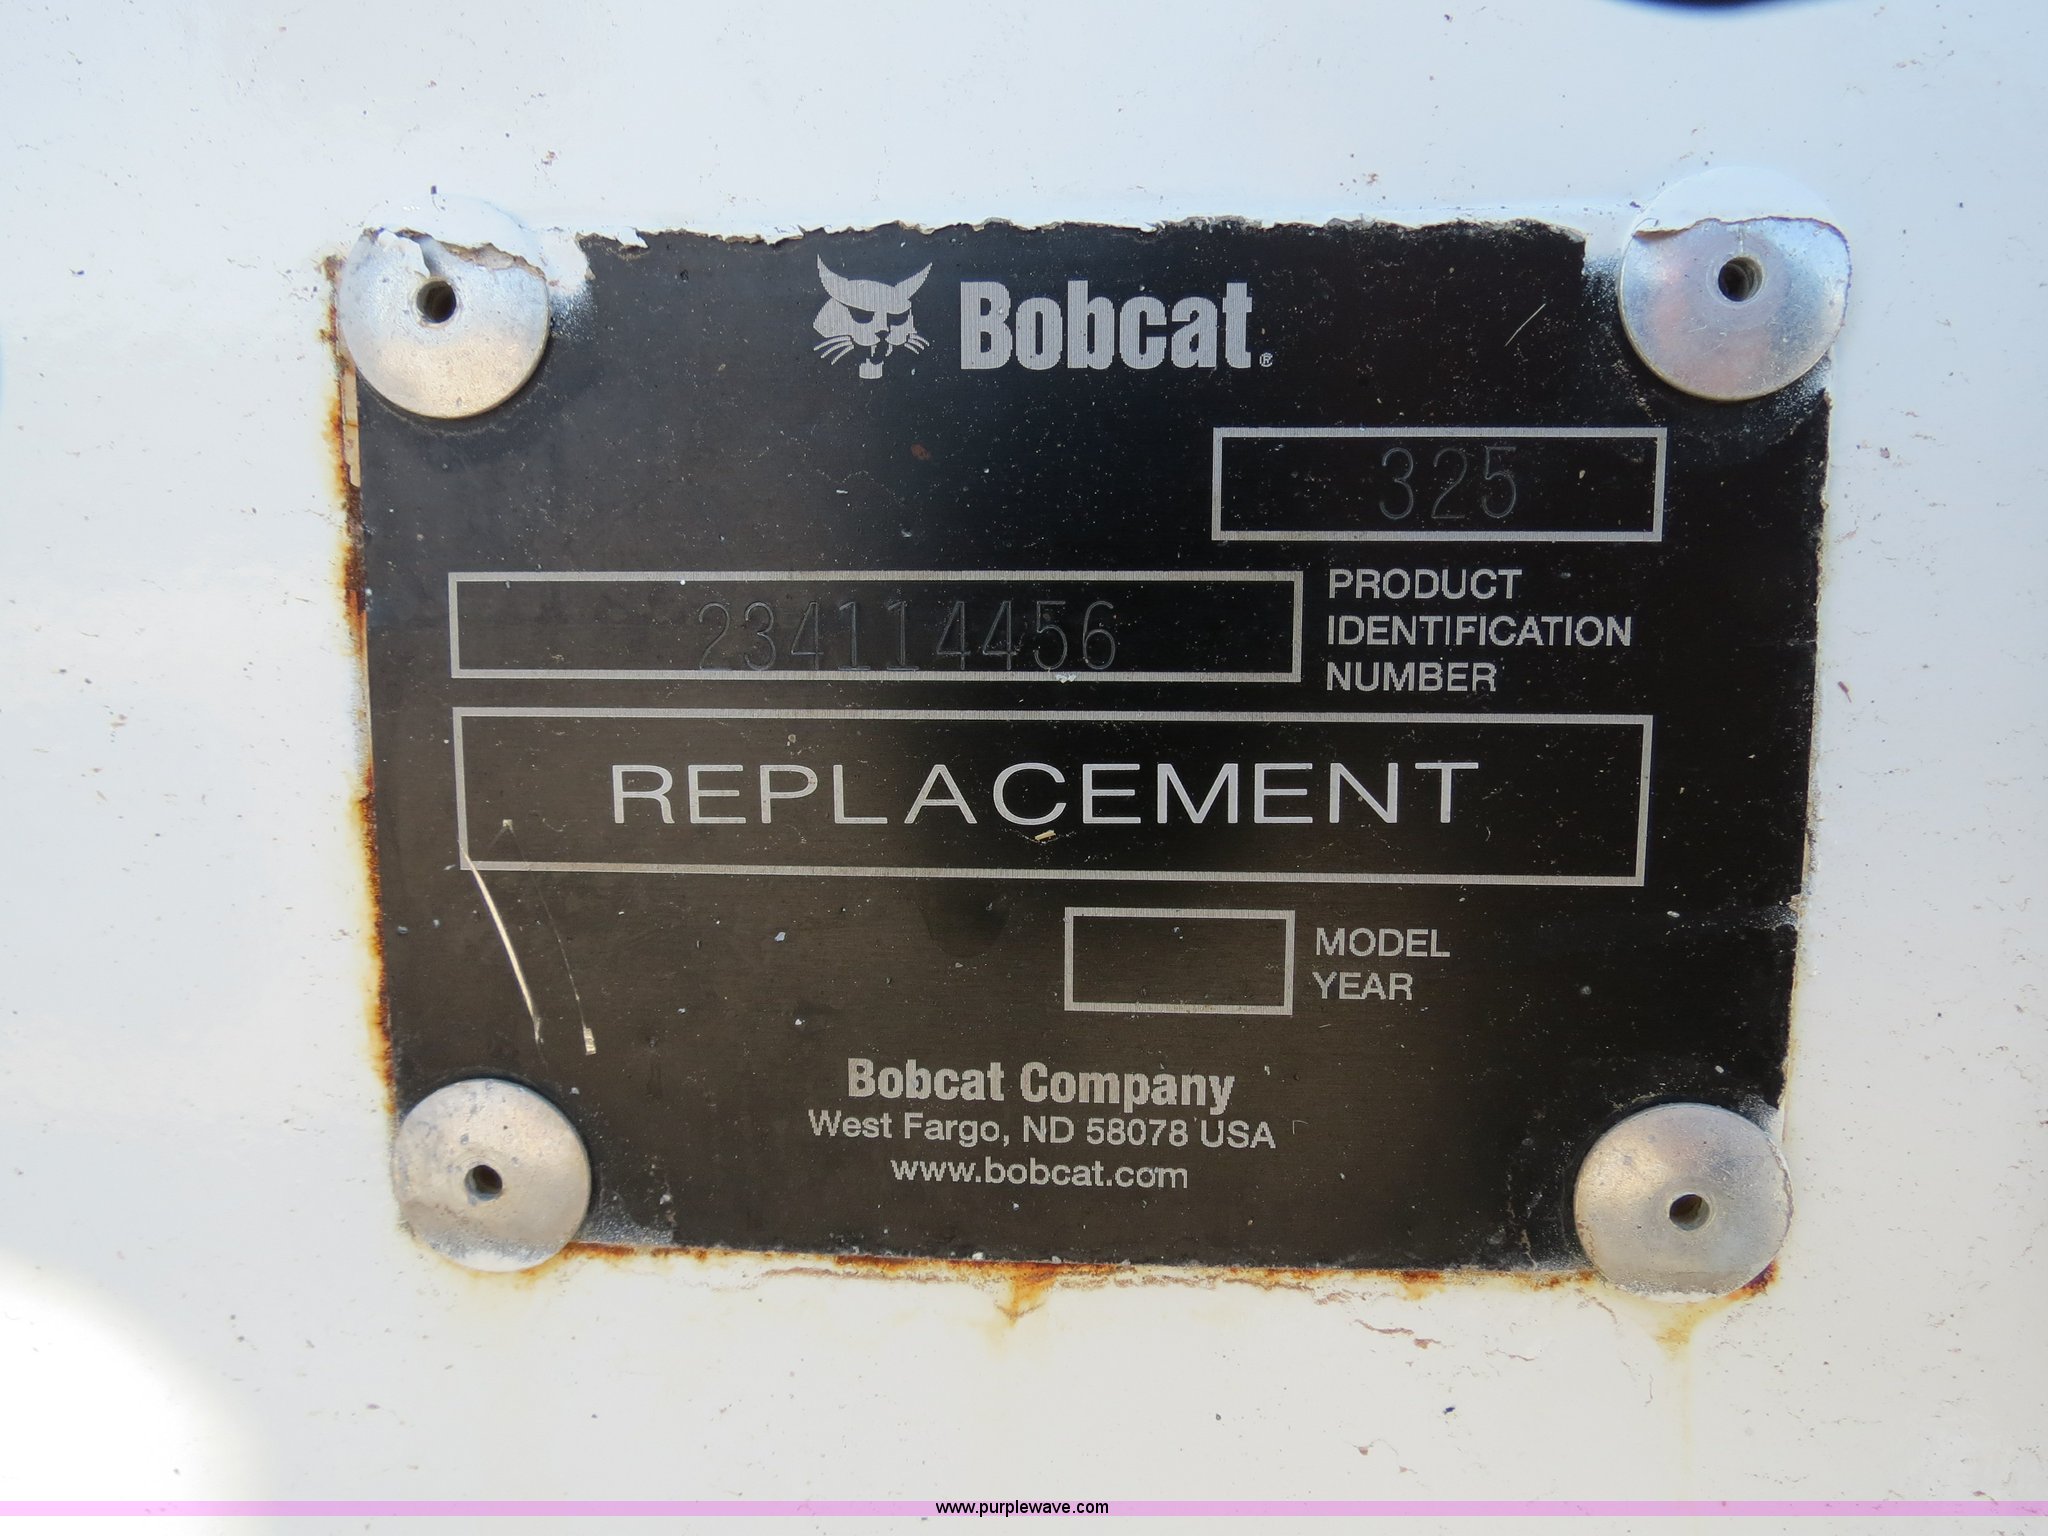 Bobcat®
325
234114456
PRODUCT
IDENTIFICATION
NUMBER
REPLACEMENT
MODEL
YEAR
Bobcat Company
West Fargo, ND 58078 USA
www.bobcat.com
www.purplewave.com